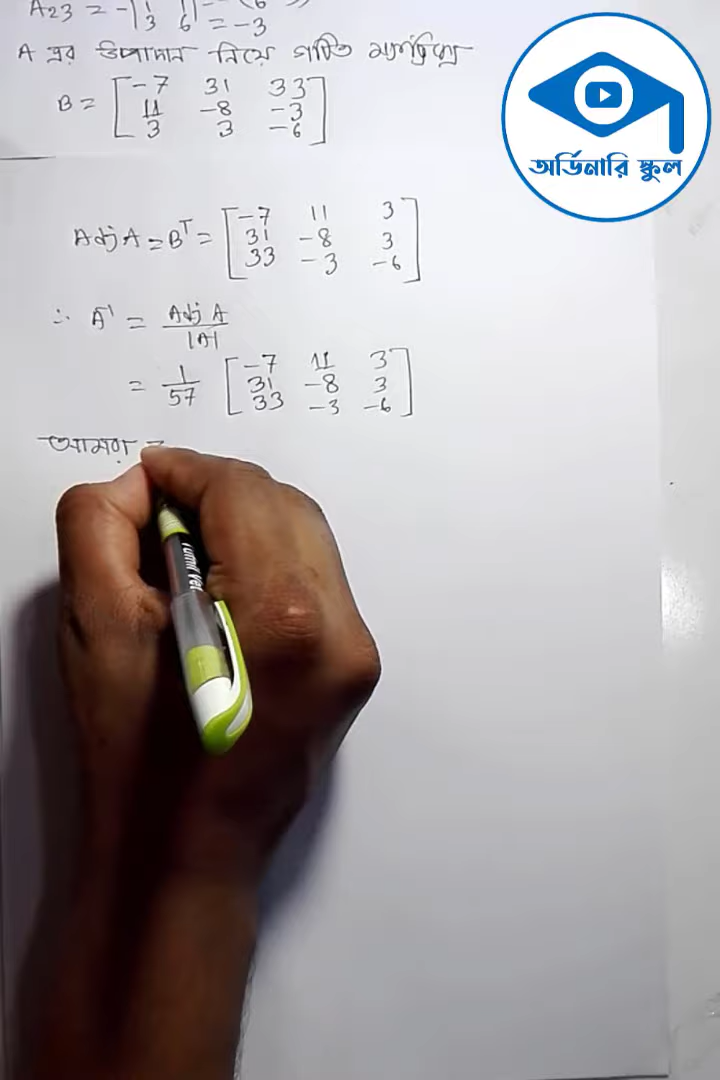 A₂₃ = -|1 1; 3 6| = -3
A এর উপাদান নিয়ে গঠিত ম্যাট্রিক্স
B = [-7 31 33
11 -8 -3
3 3 -6]
অর্ডিনারি স্কুল
Adj A = Bᵀ = [-7 11 3
31 -8 3
33 -3 -6]
∴ A⁻¹ = Adj A / |A|
= 1/57 [-7 11 3
31 -8 3
33 -3 -6]
আমরা